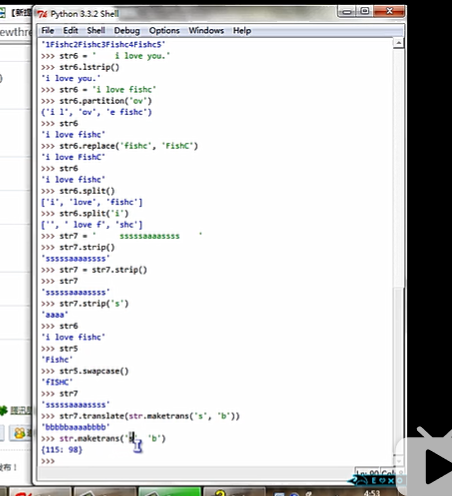 【新
Python 3.3.2 Shell
File Edit Shell Debug Options Windows Help
ewthre
'1Fishc2Fishc3Fishc4Fishc5'
>>> str6 = '    i love you.'
>>> str6.lstrip()
'i love you.'
>>> str6 = 'i love fishc'
>>> str6.partition('ov')
('i l', 'ov', 'e fishc')
>>> str6
'i love fishc'
>>> str6.replace('fishc', 'FishC')
'i love FishC'
>>> str6
'i love fishc'
>>> str6.split()
['i', 'love', 'fishc']
>>> str6.split('i')
['', ' love f', 'shc']
>>> str7 = '     sssssaaaassss     '
>>> str7.strip()
'sssssaaaassss'
>>> str7 = str7.strip()
>>> str7
'sssssaaaassss'
>>> str7.strip('s')
'aaaa'
>>> str6
'i love fishc'
>>> str5
'Fishc'
>>> str5.swapcase()
'fISHC'
>>> str7
'sssssaaaassss'
>>> str7.translate(str.maketrans('s', 'b'))
'bbbbbaaaabbbb'
>>> str.maketrans('s', 'b')
{115: 98}
>>>
布！
4:53